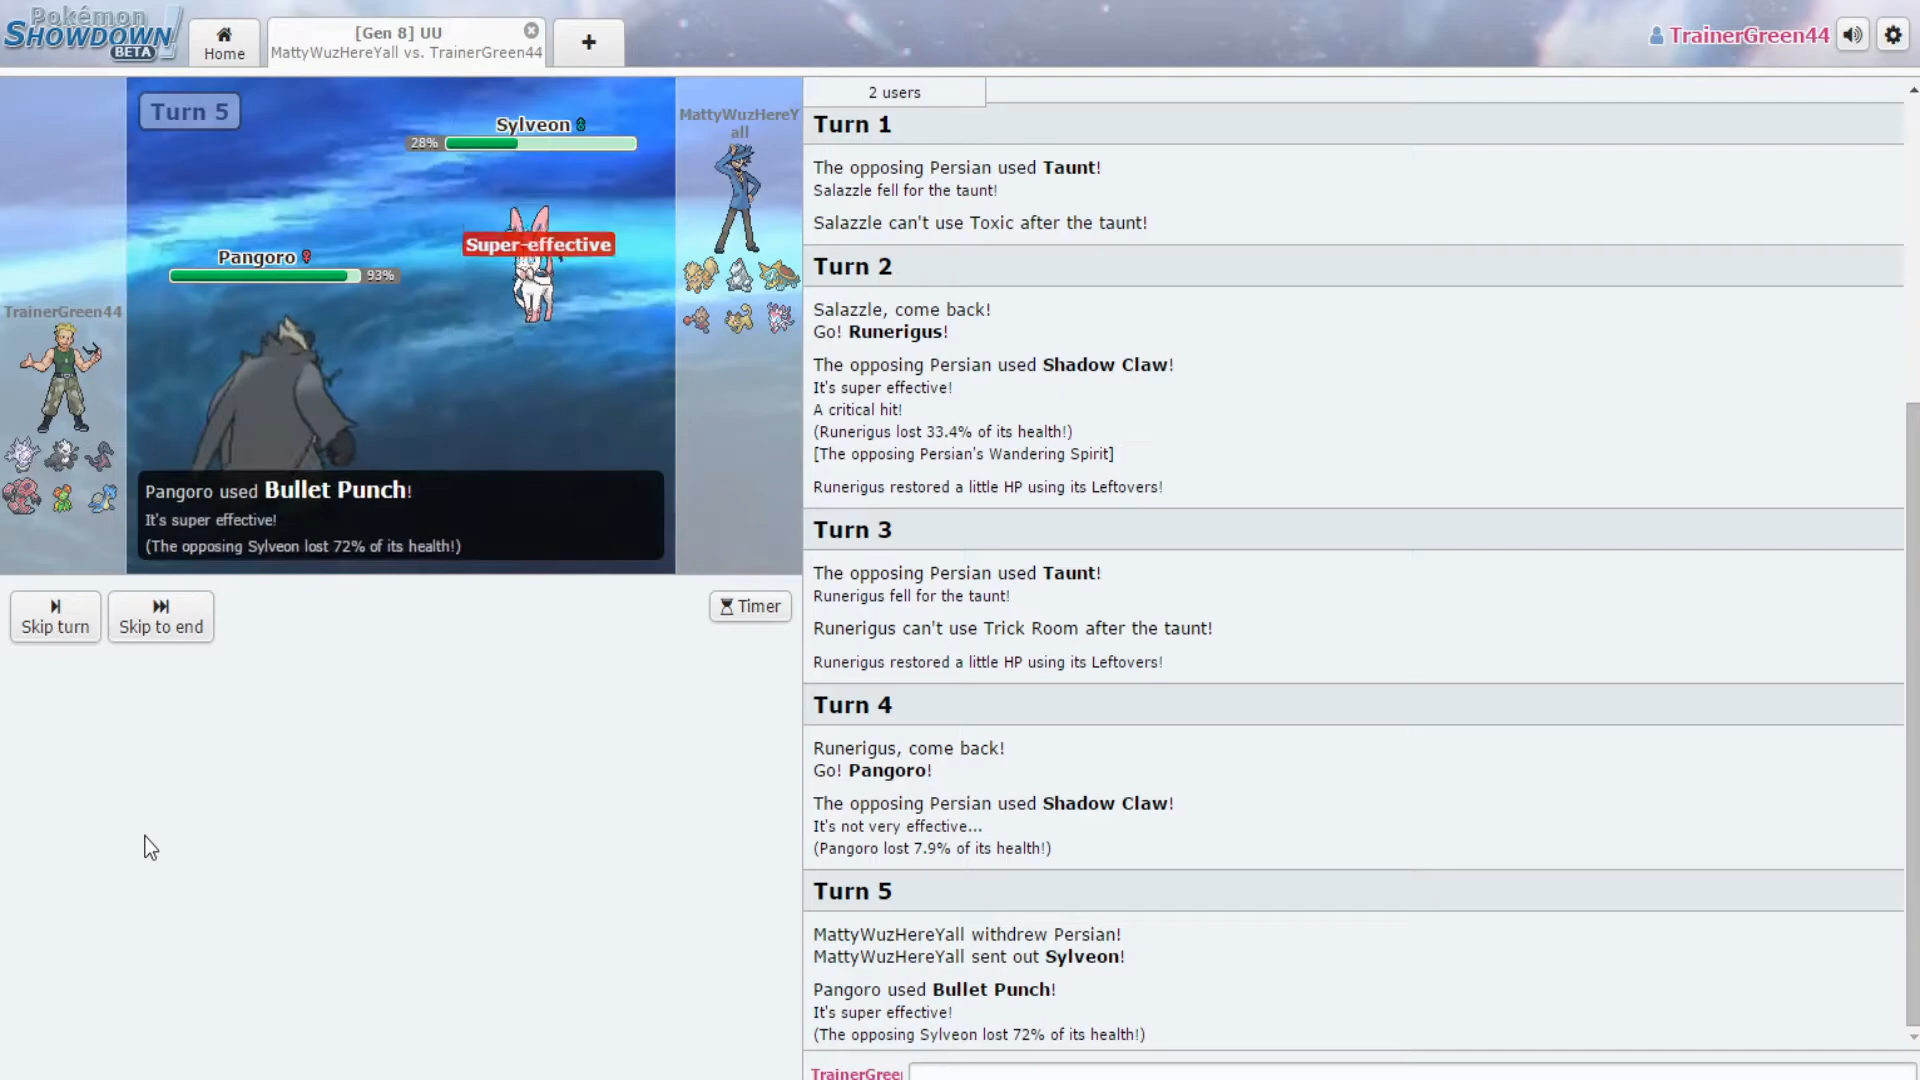 Pokémon
SHOWDOWN!
BETA
Home
[Gen 8] UU
MattyWuzHereYall vs. TrainerGreen44
+
TrainerGreen44
Turn 5
Sylveon
28%
Super-effective
Pangoro
93%
MattyWuzHereY
all
TrainerGreen44
Pangoro used Bullet Punch!
It's super effective!
(The opposing Sylveon lost 72% of its health!)
Skip turn
Skip to end
Timer
2 users
Turn 1
The opposing Persian used Taunt!
Salazzle fell for the taunt!
Salazzle can't use Toxic after the taunt!
Turn 2
Salazzle, come back!
Go! Runerigus!
The opposing Persian used Shadow Claw!
It's super effective!
A critical hit!
(Runerigus lost 33.4% of its health!)
[The opposing Persian's Wandering Spirit]
Runerigus restored a little HP using its Leftovers!
Turn 3
The opposing Persian used Taunt!
Runerigus fell for the taunt!
Runerigus can't use Trick Room after the taunt!
Runerigus restored a little HP using its Leftovers!
Turn 4
Runerigus, come back!
Go! Pangoro!
The opposing Persian used Shadow Claw!
It's not very effective...
(Pangoro lost 7.9% of its health!)
Turn 5
MattyWuzHereYall withdrew Persian!
MattyWuzHereYall sent out Sylveon!
Pangoro used Bullet Punch!
It's super effective!
(The opposing Sylveon lost 72% of its health!)
TrainerGree